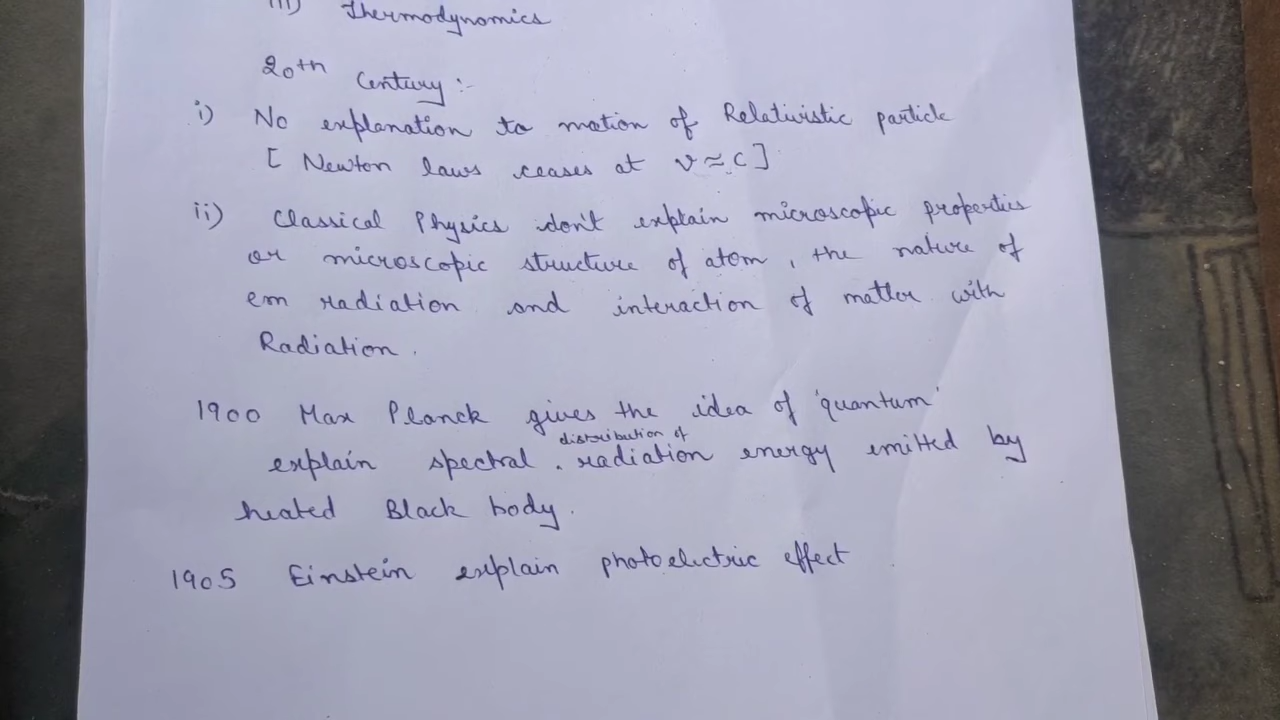 iii) Thermodynomics
20th Century :-
i) No explanation to motion of Relativistic particle
[ Newton laws ceases at v ≈ c ]
ii) Classical Physics don't explain microscopic properties
or microscopic structure of atom, the nature of
em radiation and interaction of matter with
Radiation.
1900 Max Planck gives the idea of 'quantum'
distribution of
explain spectral . radiation energy emitted by
heated Black body.
1905 Einstein explain photoelectric effect